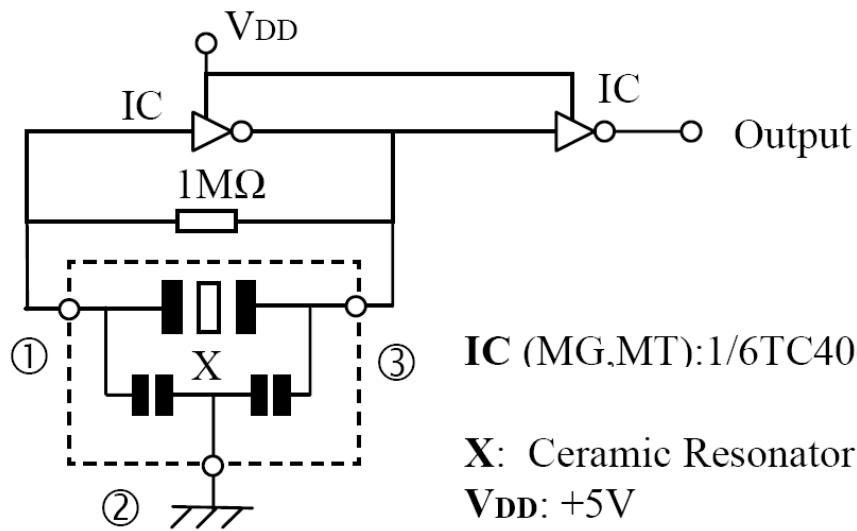 VDD
IC
IC
Output
1MΩ
①
X
③
IC (MG,MT):1/6TC40
X: Ceramic Resonator
②
VDD: +5V